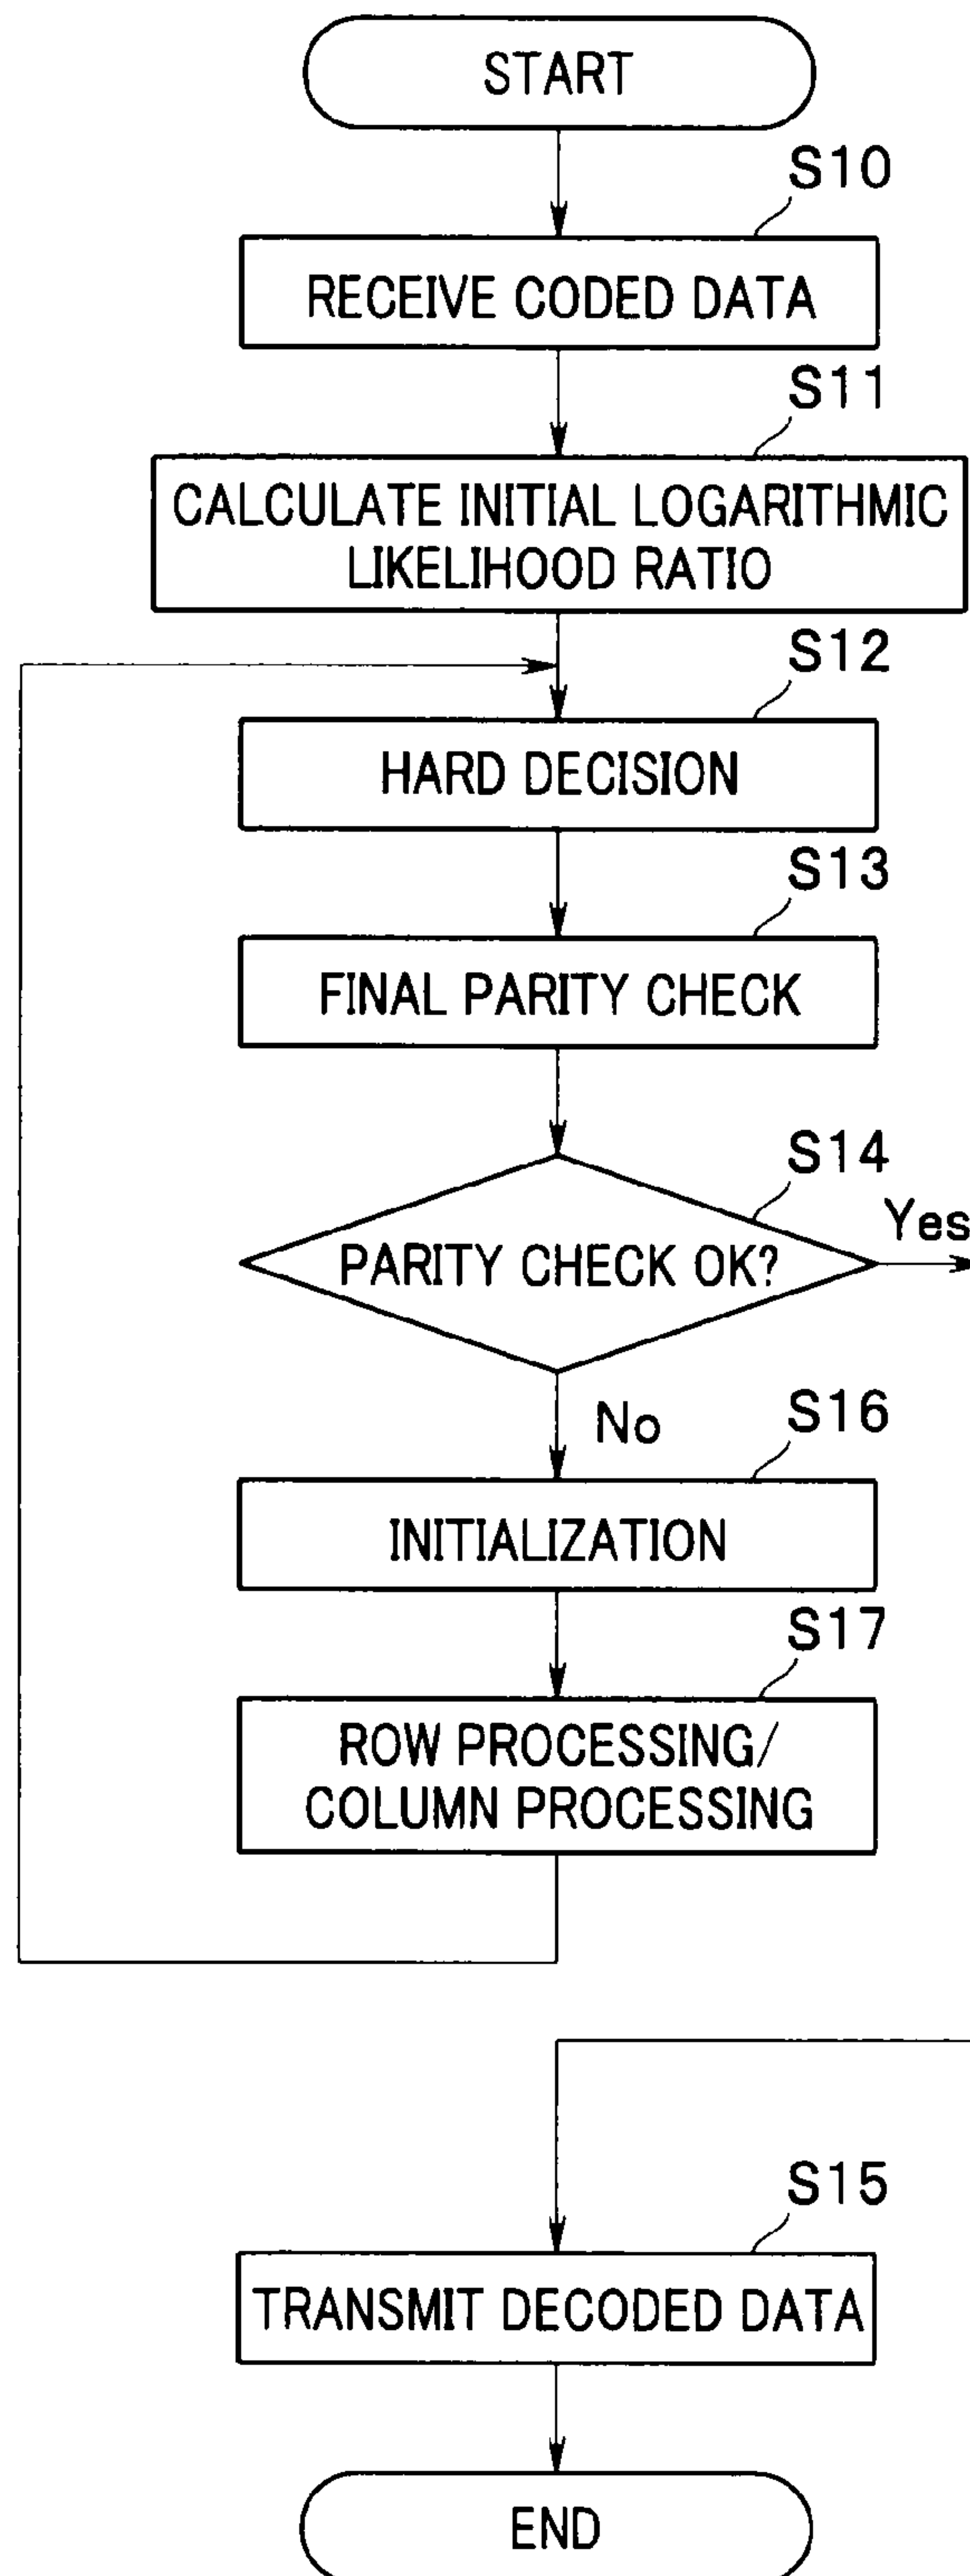 START
S10
RECEIVE CODED DATA
S11
CALCULATE INITIAL LOGARITHMIC
LIKELIHOOD RATIO
S12
HARD DECISION
S13
FINAL PARITY CHECK
S14
Yes
PARITY CHECK OK?
No
S16
INITIALIZATION
S17
ROW PROCESSING/
COLUMN PROCESSING
S15
TRANSMIT DECODED DATA
END